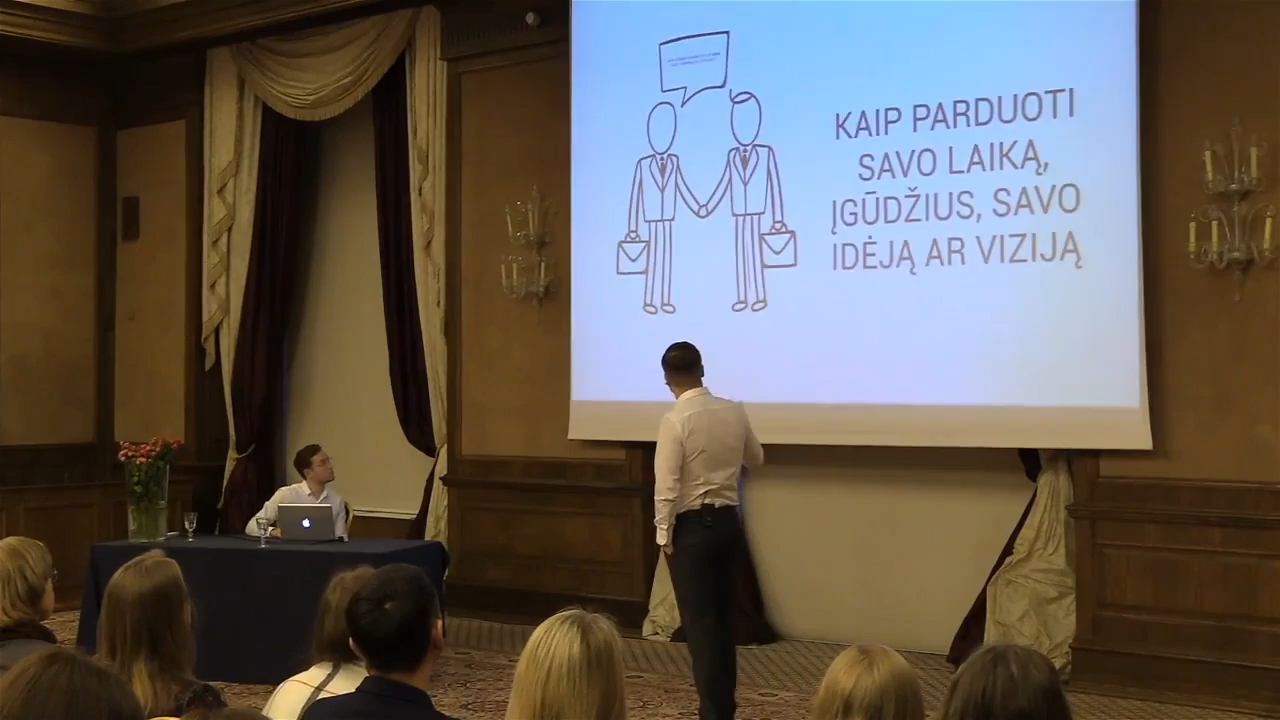 KAIP PARDUOTI
SAVO LAIKĄ,
ĮGŪDŽIUS, SAVO
IDĖJĄ AR VIZIJĄ